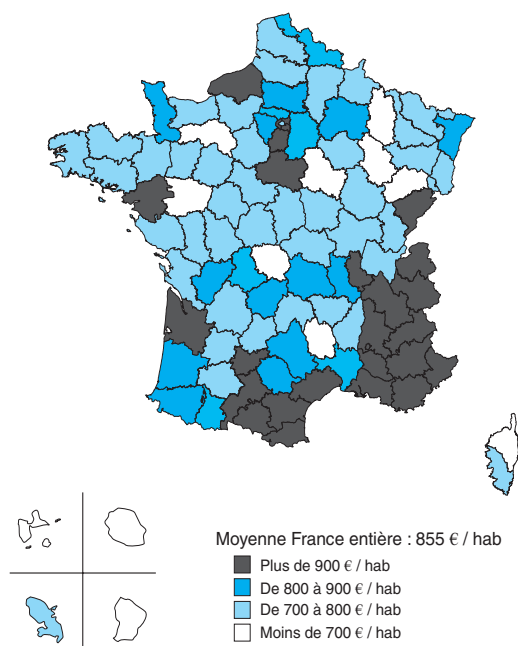 Moyenne France entière : 855 € / hab
Plus de 900 € / hab
De 800 à 900 € / hab
De 700 à 800 € / hab
Moins de 700 € / hab